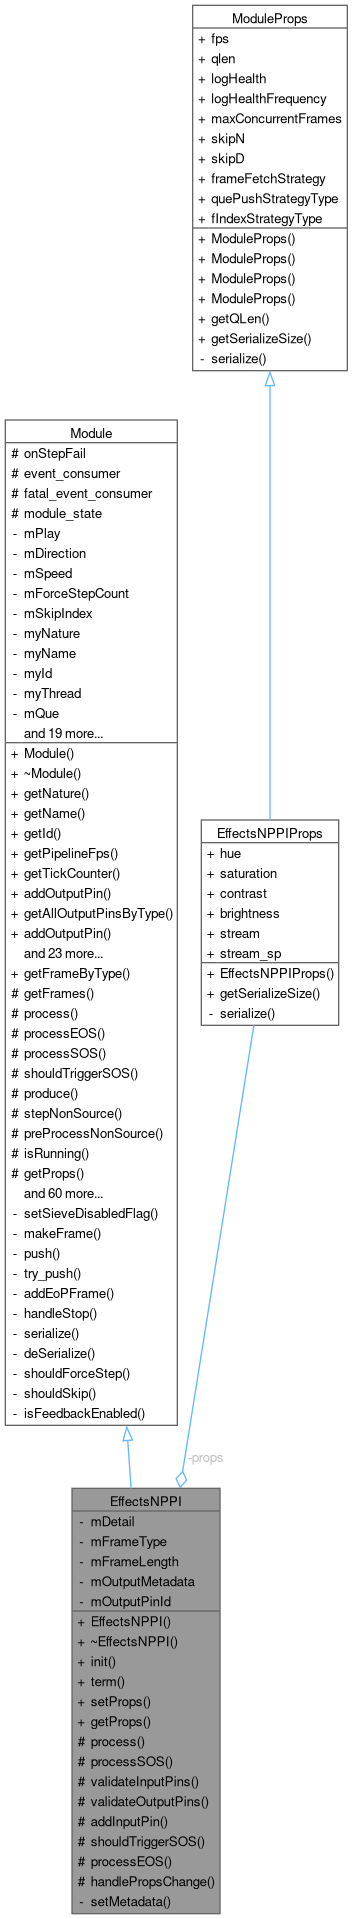 ModuleProps
+ fps
+ qlen
+ logHealth
+ logHealthFrequency
+ maxConcurrentFrames
+ skipN
+ skipD
+ frameFetchStrategy
+ quePushStrategyType
+ fIndexStrategyType
+ ModuleProps()
+ ModuleProps()
+ ModuleProps()
+ ModuleProps()
+ getQLen()
+ getSerializeSize()
- serialize()
Module
# onStepFail
# event_consumer
# fatal_event_consumer
# module_state
- mPlay
- mDirection
- mSpeed
- mForceStepCount
- mSkipIndex
- myNature
- myName
- myId
- myThread
- mQue
and 19 more...
+ Module()
+ ~Module()
+ getNature()
+ getName()
+ getId()
+ getPipelineFps()
+ getTickCounter()
+ addOutputPin()
+ getAllOutputPinsByType()
+ addOutputPin()
and 23 more...
+ getFrameByType()
# getFrames()
# process()
# processEOS()
# processSOS()
# shouldTriggerSOS()
# produce()
# stepNonSource()
# preProcessNonSource()
# isRunning()
# getProps()
and 60 more...
- setSieveDisabledFlag()
- makeFrame()
- push()
- try_push()
- addEoPFrame()
- handleStop()
- serialize()
- deSerialize()
- shouldForceStep()
- shouldSkip()
- isFeedbackEnabled()
EffectsNPPIProps
+ hue
+ saturation
+ contrast
+ brightness
+ stream
+ stream_sp
+ EffectsNPPIProps()
+ getSerializeSize()
- serialize()
-props
EffectsNPPI
- mDetail
- mFrameType
- mFrameLength
- mOutputMetadata
- mOutputPinId
+ EffectsNPPI()
+ ~EffectsNPPI()
+ init()
+ term()
+ setProps()
+ getProps()
# process()
# processSOS()
# validateInputPins()
# validateOutputPins()
# addInputPin()
# shouldTriggerSOS()
# processEOS()
# handlePropsChange()
- setMetadata()